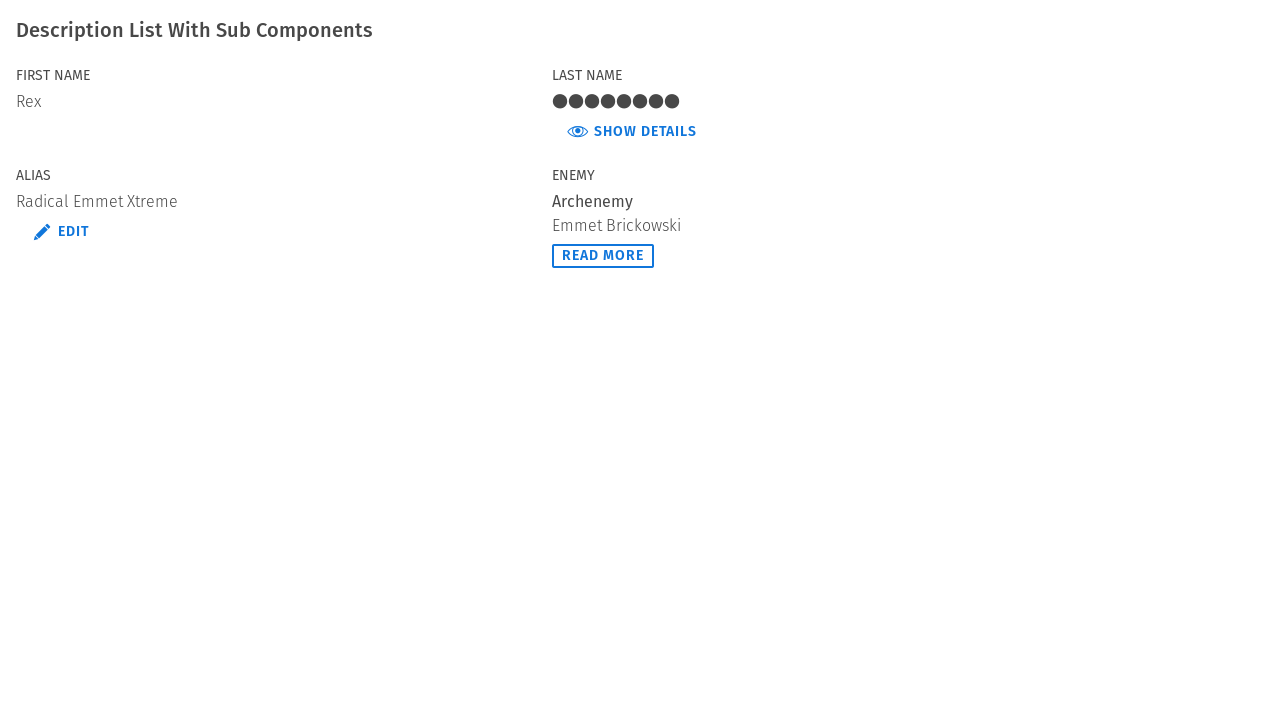 Description List With Sub Components
FIRST NAME
Rex
LAST NAME
●●●●●●●●
SHOW DETAILS
ALIAS
Radical Emmet Xtreme
EDIT
ENEMY
Archenemy
Emmet Brickowski
READ MORE